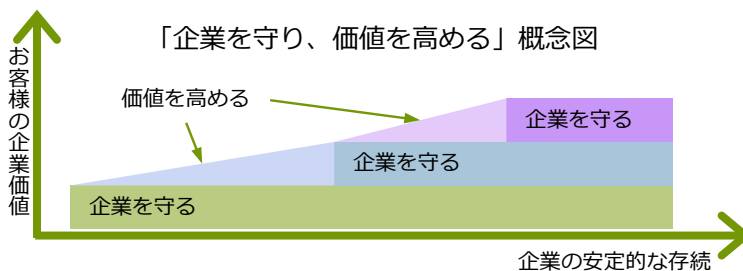 「企業を守り、価値を高める」概念図
お客様の企業価値
価値を高める
企業を守る
企業を守る
企業を守る
企業の安定的な存続